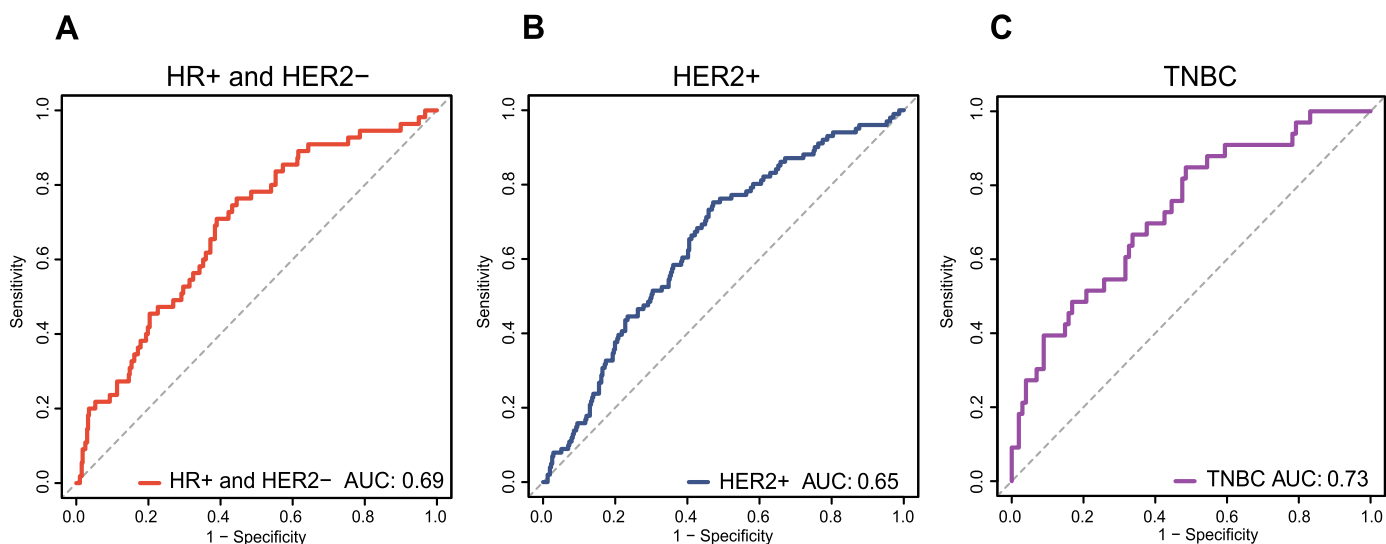 A
HR+ and HER2−
1.0
0.8
0.6
0.4
0.2
0.0
Sensitivity
HR+ and HER2− AUC: 0.69
0.0 0.2 0.4 0.6 0.8 1.0
1 − Specificity
B
HER2+
1.0
0.8
0.6
0.4
0.2
0.0
Sensitivity
HER2+ AUC: 0.65
0.0 0.2 0.4 0.6 0.8 1.0
1 − Specificity
C
TNBC
1.0
0.8
0.6
0.4
0.2
0.0
Sensitivity
TNBC AUC: 0.73
0.0 0.2 0.4 0.6 0.8 1.0
1 − Specificity